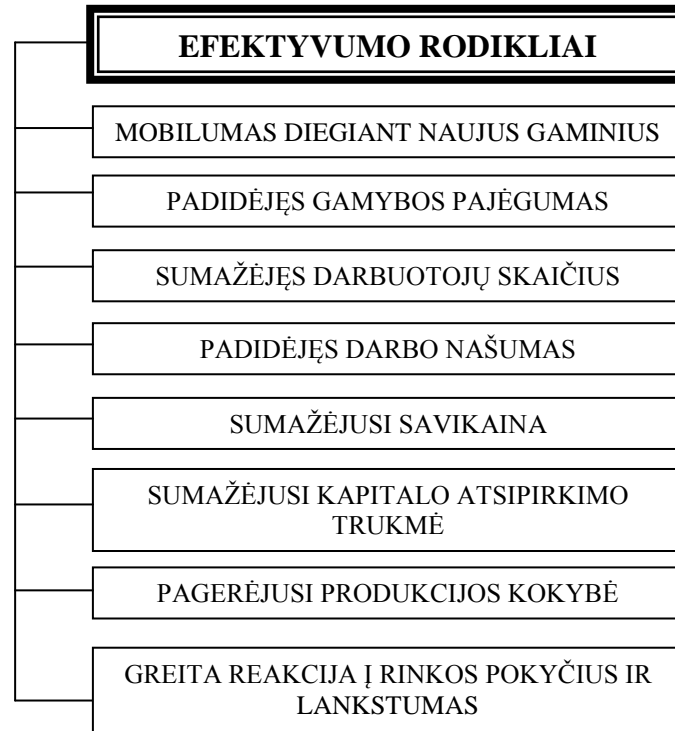 EFEKTYVUMO RODIKLIAI
MOBILUMAS DIEGIANT NAUJUS GAMINIUS
PADIDĖJĘS GAMYBOS PAJĖGUMAS
SUMAŽĖJĘS DARBUOTOJŲ SKAIČIUS
PADIDĖJĘS DARBO NAŠUMAS
SUMAŽĖJUSI SAVIKAINA
SUMAŽĖJUSI KAPITALO ATSIPIRKIMO
TRUKMĖ
PAGERĖJUSI PRODUKCIJOS KOKYBĖ
GREITA REAKCIJA Į RINKOS POKYČIUS IR
LANKSTUMAS